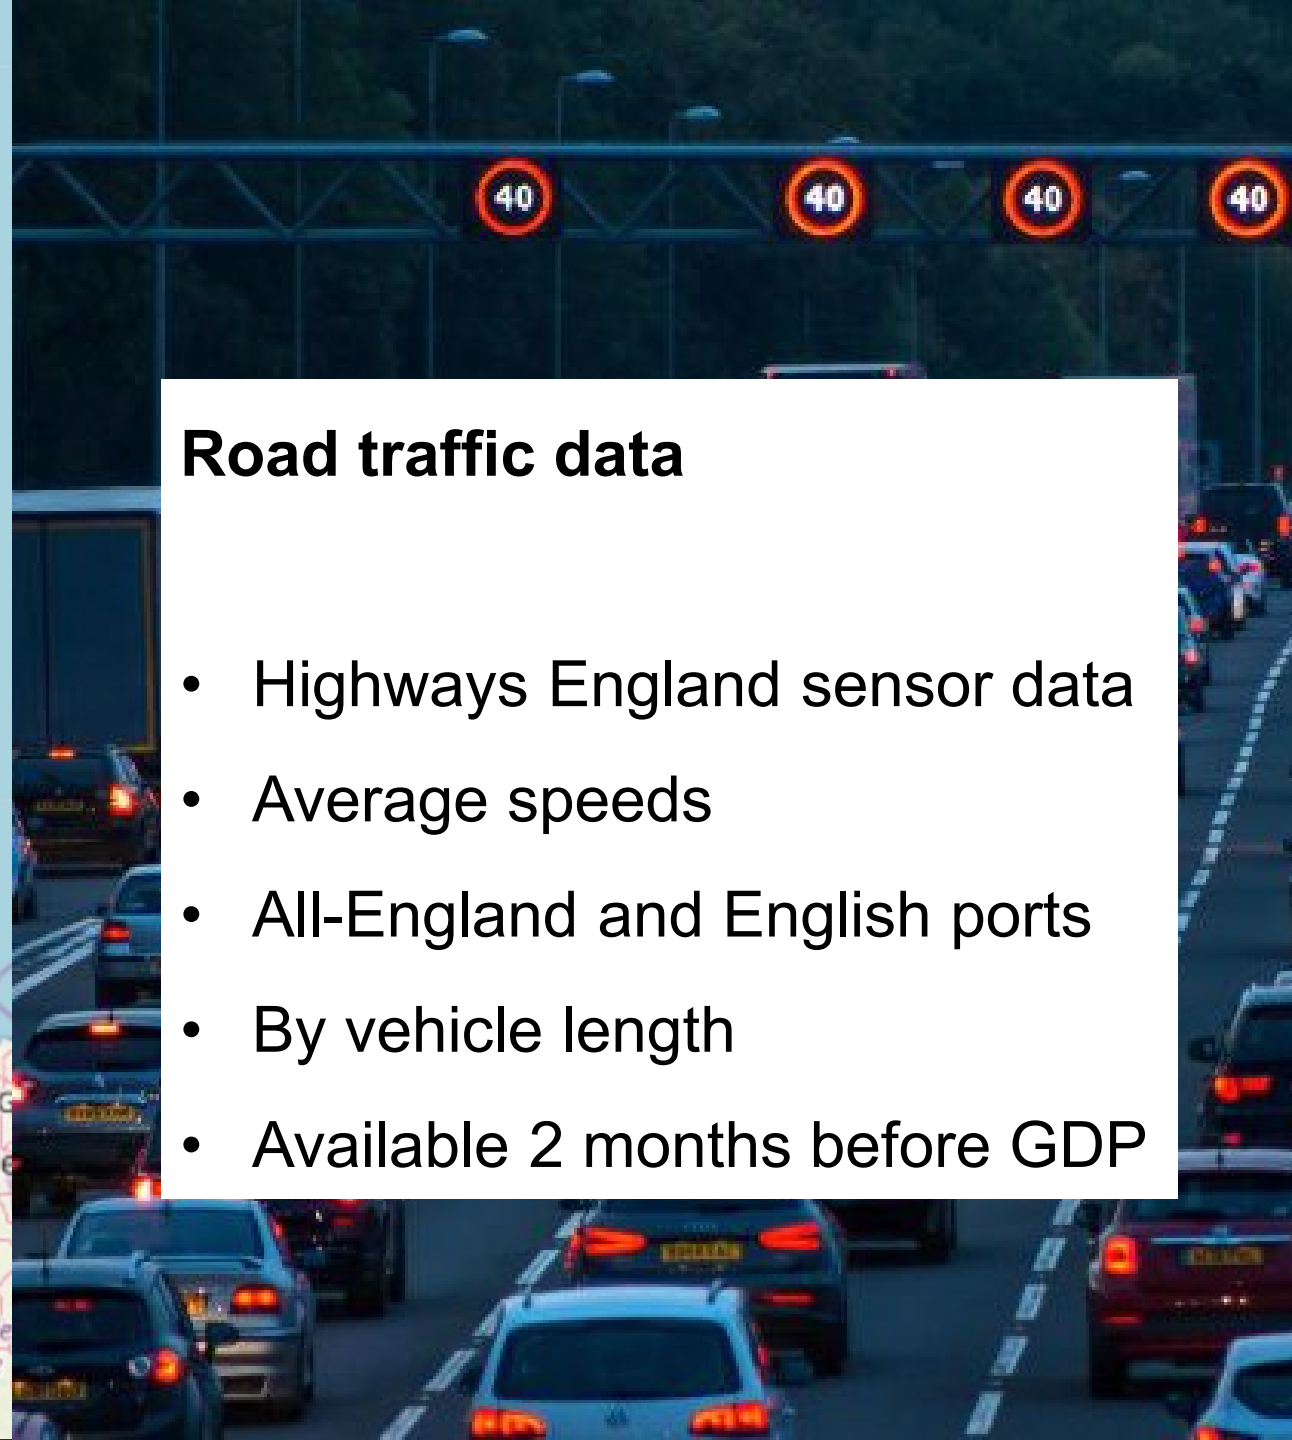 40 40 40 40
Road traffic data
• Highways England sensor data
• Average speeds
• All-England and English ports
• By vehicle length
• Available 2 months before GDP